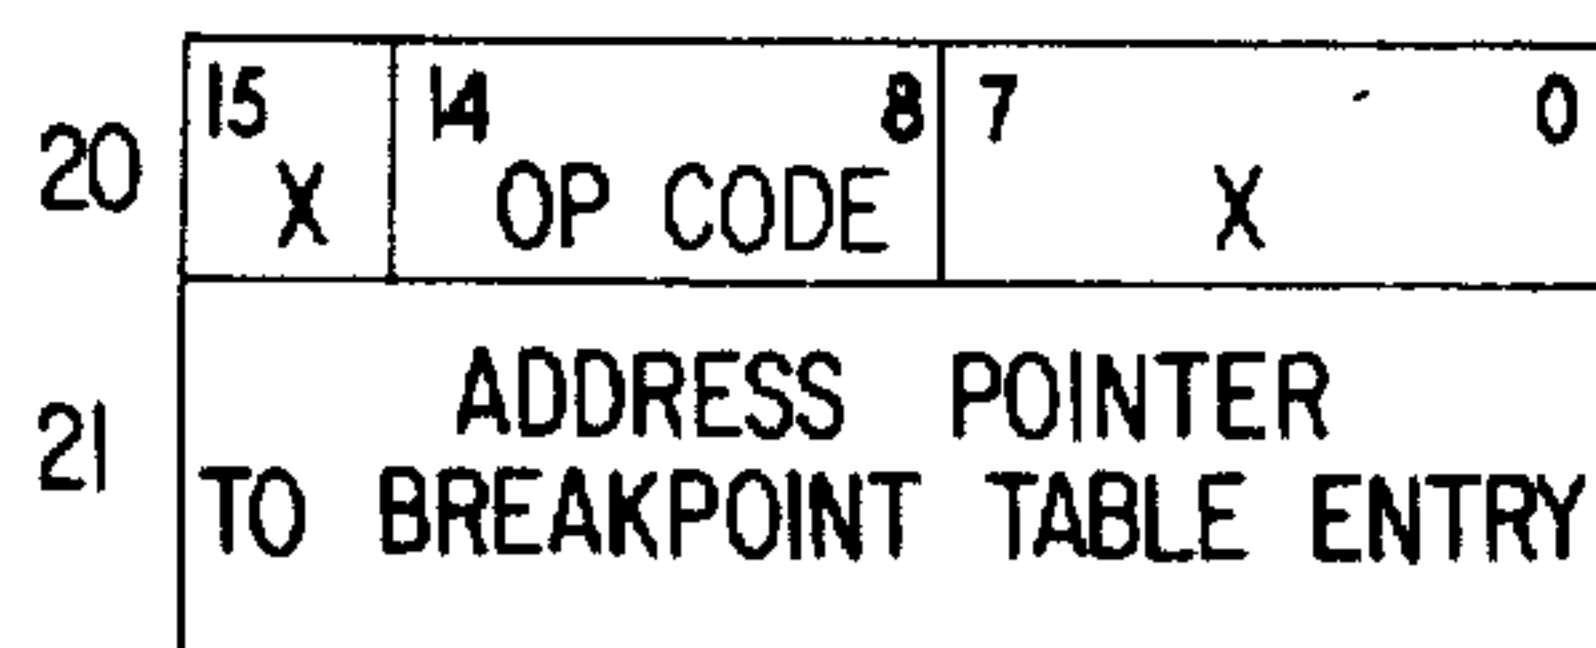 15 14 8 7 0
20 X OP CODE X
ADDRESS POINTER
21 TO BREAKPOINT TABLE ENTRY